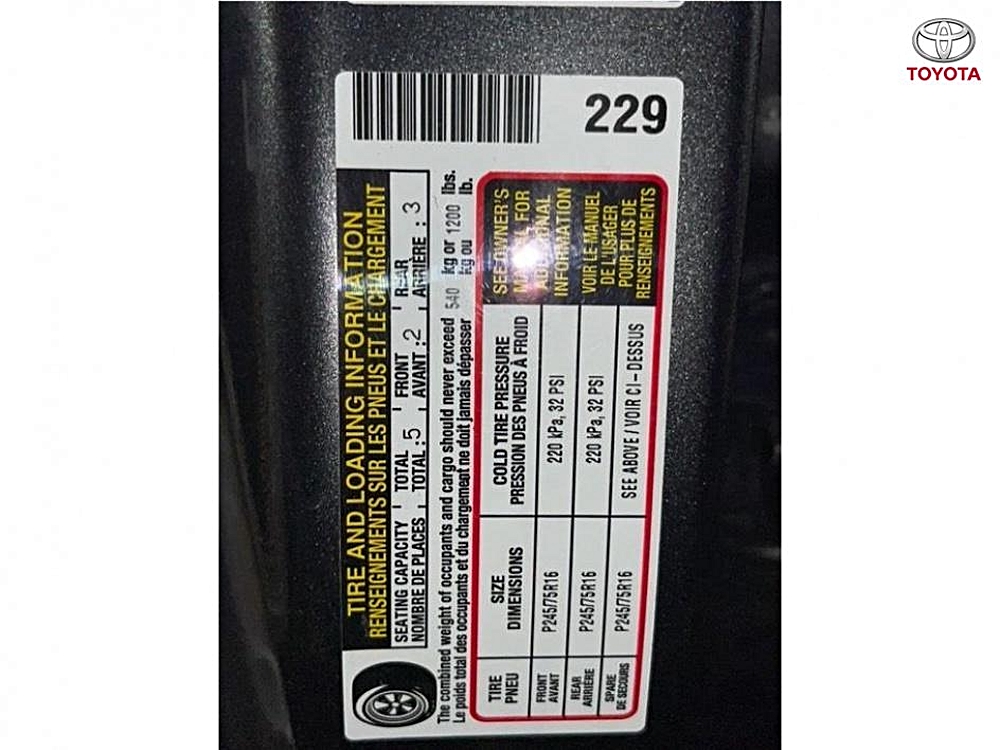 TOYOTA
229
TIRE AND LOADING INFORMATION
RENSEIGNEMENTS SUR LES PNEUS ET LE CHARGEMENT
SEATING CAPACITY TOTAL FRONT REAR
NOMBRE DE PLACES TOTAL :5 AVANT :2 ARRIÈRE : 3
The combined weight of occupants and cargo should never exceed 540 kg or 1200 lbs.
Le poids total des occupants et du chargement ne doit jamais dépasser kg ou lb.
TIRE SIZE COLD TIRE PRESSURE
PNEU DIMENSIONS PRESSION DES PNEUS À FROID
FRONT
AVANT P245/75R16 220 kPa, 32 PSI
REAR
ARRIÈRE P245/75R16 220 kPa, 32 PSI
SPARE
DE SECOURS P245/75R16 SEE ABOVE / VOIR CI-DESSUS
SEE OWNER'S
FOR
INFORMATION
VOIR LE MANUEL
DE L'USAGER
POUR PLUS DE
RENSEIGNEMENTS